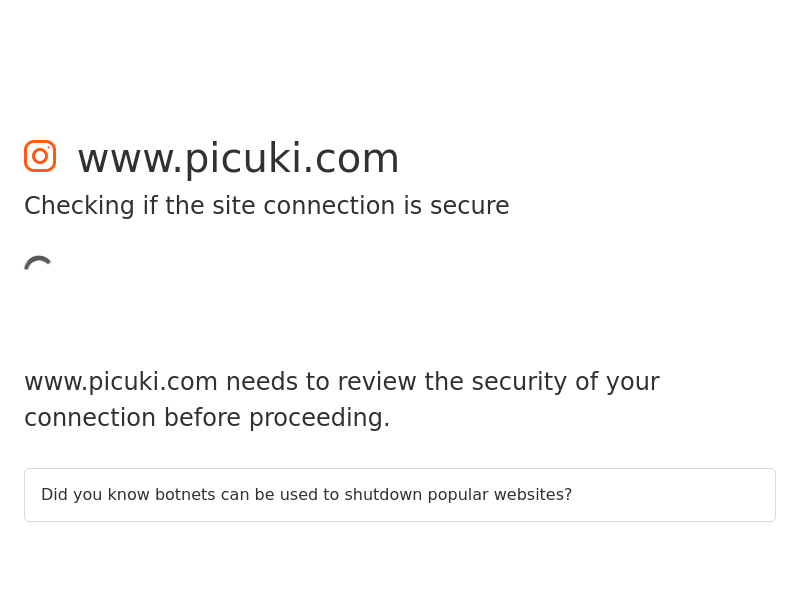 www.picuki.com
Checking if the site connection is secure
www.picuki.com needs to review the security of your
connection before proceeding.
Did you know botnets can be used to shutdown popular websites?